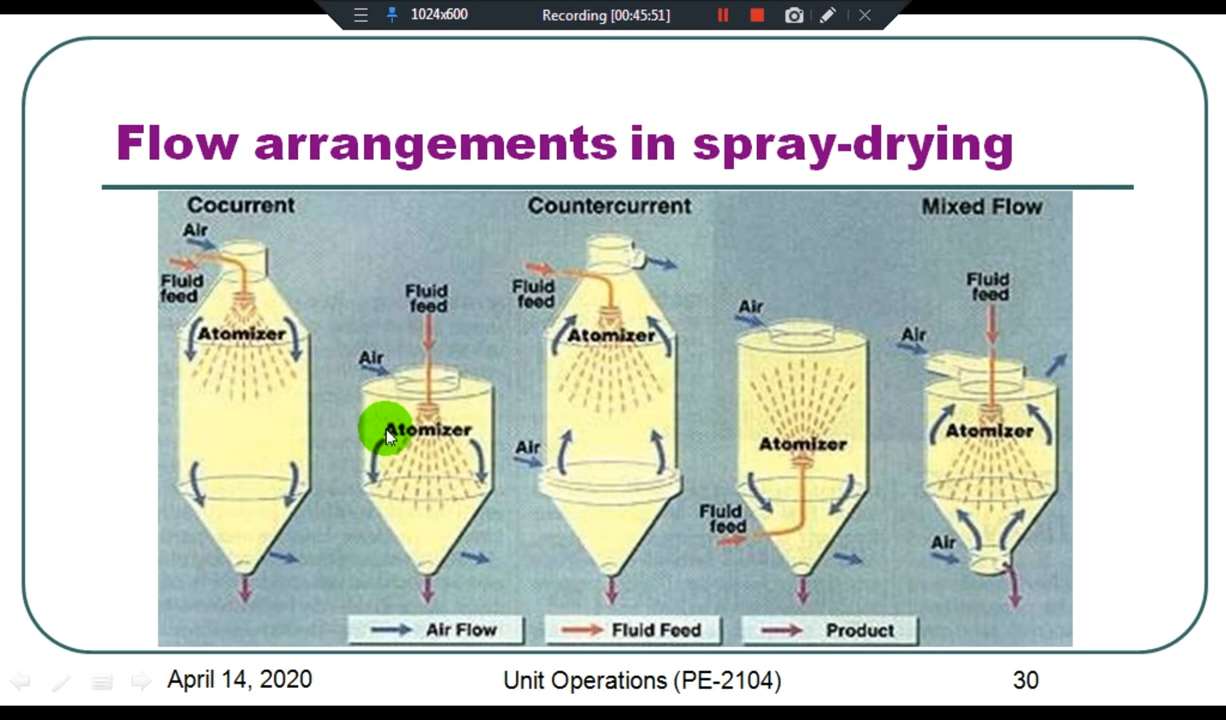 1024x600
Recording [00:45:51]
Flow arrangements in spray-drying
Cocurrent
Countercurrent
Mixed Flow
Air
Fluid
feed
Atomizer
Fluid
feed
Air
Atomizer
Fluid
feed
Atomizer
Air
Air
Atomizer
Fluid
feed
Fluid
feed
Air
Atomizer
Air
Air Flow
Fluid Feed
Product
April 14, 2020
Unit Operations (PE-2104)
30